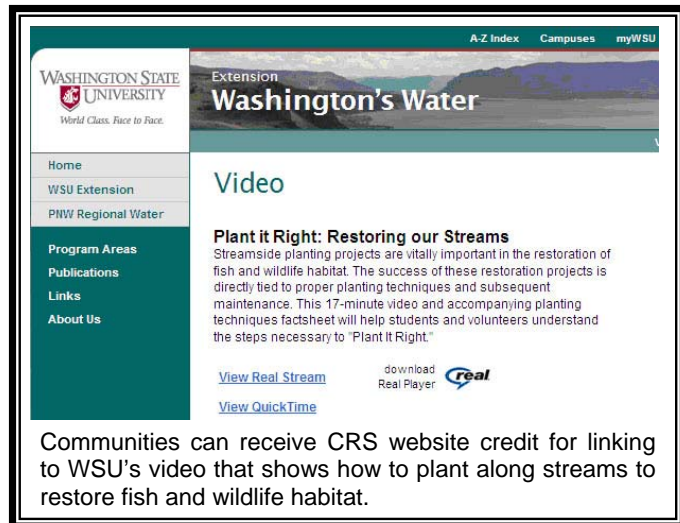 A-Z Index Campuses myWSU
WASHINGTON STATE
UNIVERSITY
World Class. Face to Face.
Extension
Washington's Water
Home
WSU Extension
PNW Regional Water
Program Areas
Publications
Links
About Us
Video
Plant it Right: Restoring our Streams
Streamside planting projects are vitally important in the restoration of
fish and wildlife habitat. The success of these restoration projects is
directly tied to proper planting techniques and subsequent
maintenance. This 17-minute video and accompanying planting
techniques factsheet will help students and volunteers understand
the steps necessary to "Plant It Right."
View Real Stream
download
Real Player
real
View QuickTime
Communities can receive CRS website credit for linking
to WSU's video that shows how to plant along streams to
restore fish and wildlife habitat.